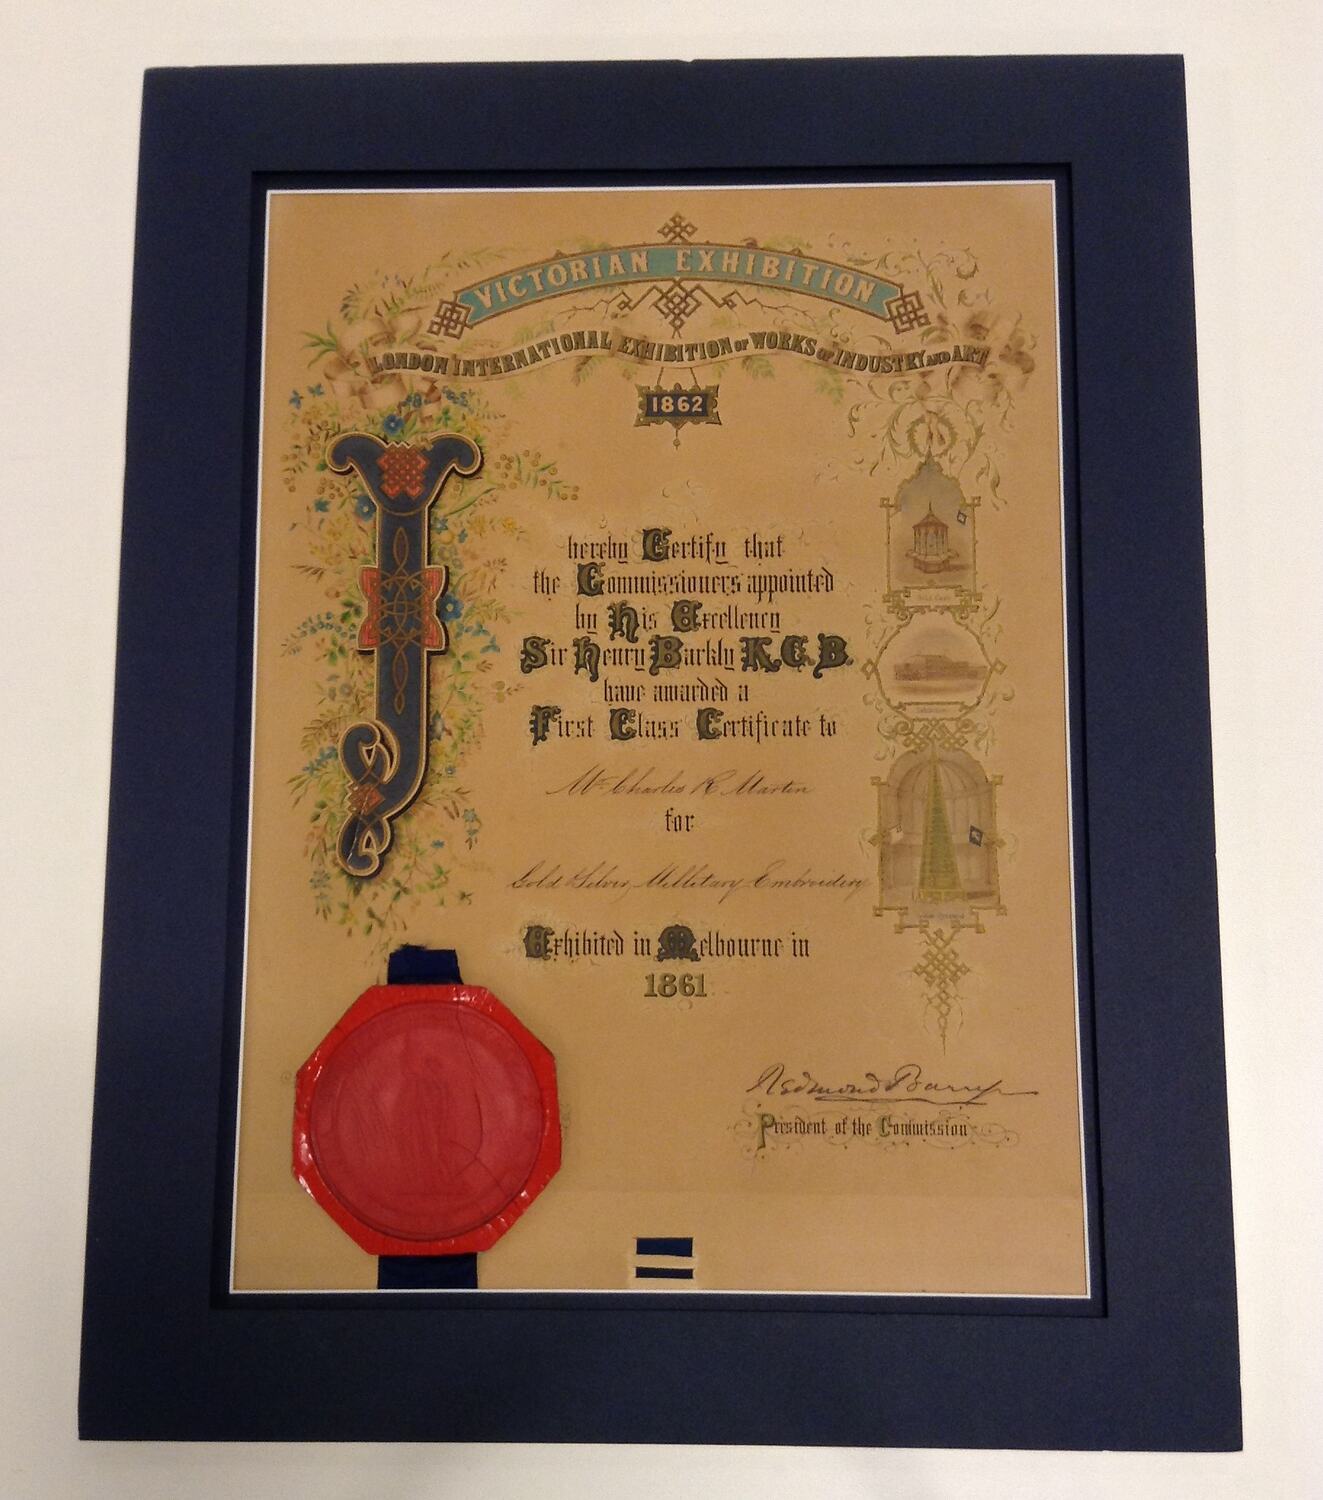 VICTORIAN EXHIBITION
LONDON INTERNATIONAL EXHIBITION OF WORKS OF INDUSTRY AND ART
1862
I
hereby Certify that
the Commissioners appointed
by His Excellency
Sir Henry Barkly K.C.B.
have awarded a
First Class Certificate to
Mr Charles R Martin
for
Gold Silver, Millitary Embroidery
Exhibited in Melbourne in
1861
Redmond Barry
President of the Commission